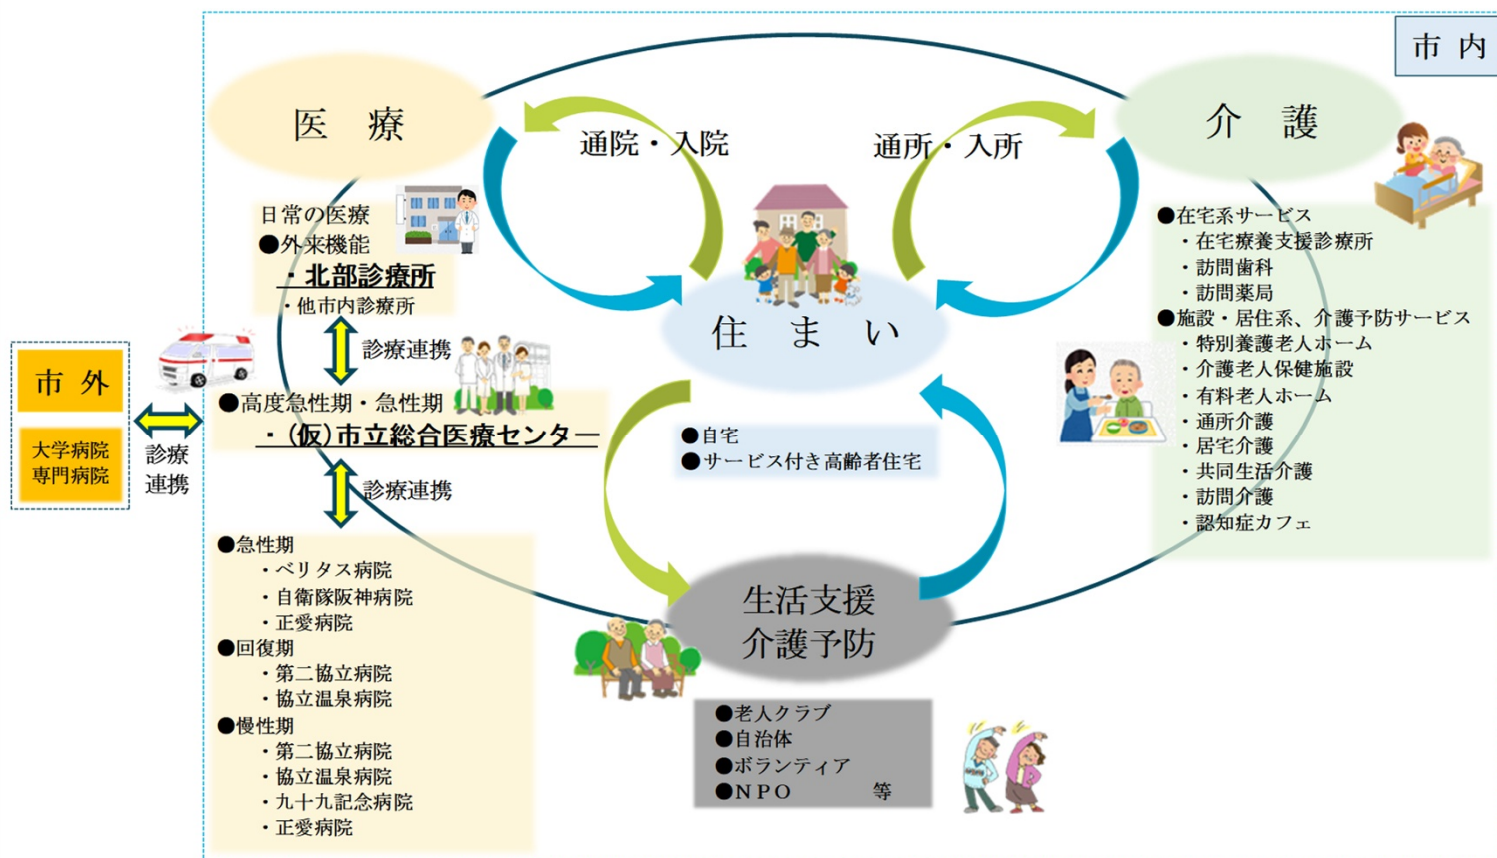 市 内
医 療
通院・入院
通所・入所
介 護
日常の医療
●外来機能
・北部診療所
・他市内診療所
診療連携
●高度急性期・急性期
・(仮)市立総合医療センター
診療連携
●急性期
・ベリタス病院
・自衛隊阪神病院
・正愛病院
●回復期
・第二協立病院
・協立温泉病院
●慢性期
・第二協立病院
・協立温泉病院
・九十九記念病院
・正愛病院
市 外
大学病院
専門病院
診療
連携
住 ま い
●自宅
●サービス付き高齢者住宅
生活支援
介護予防
●老人クラブ
●自治体
●ボランティア
●ＮＰＯ 等
●在宅系サービス
・在宅療養支援診療所
・訪問歯科
・訪問薬局
●施設・居住系、介護予防サービス
・特別養護老人ホーム
・介護老人保健施設
・有料老人ホーム
・通所介護
・居宅介護
・共同生活介護
・訪問介護
・認知症カフェ